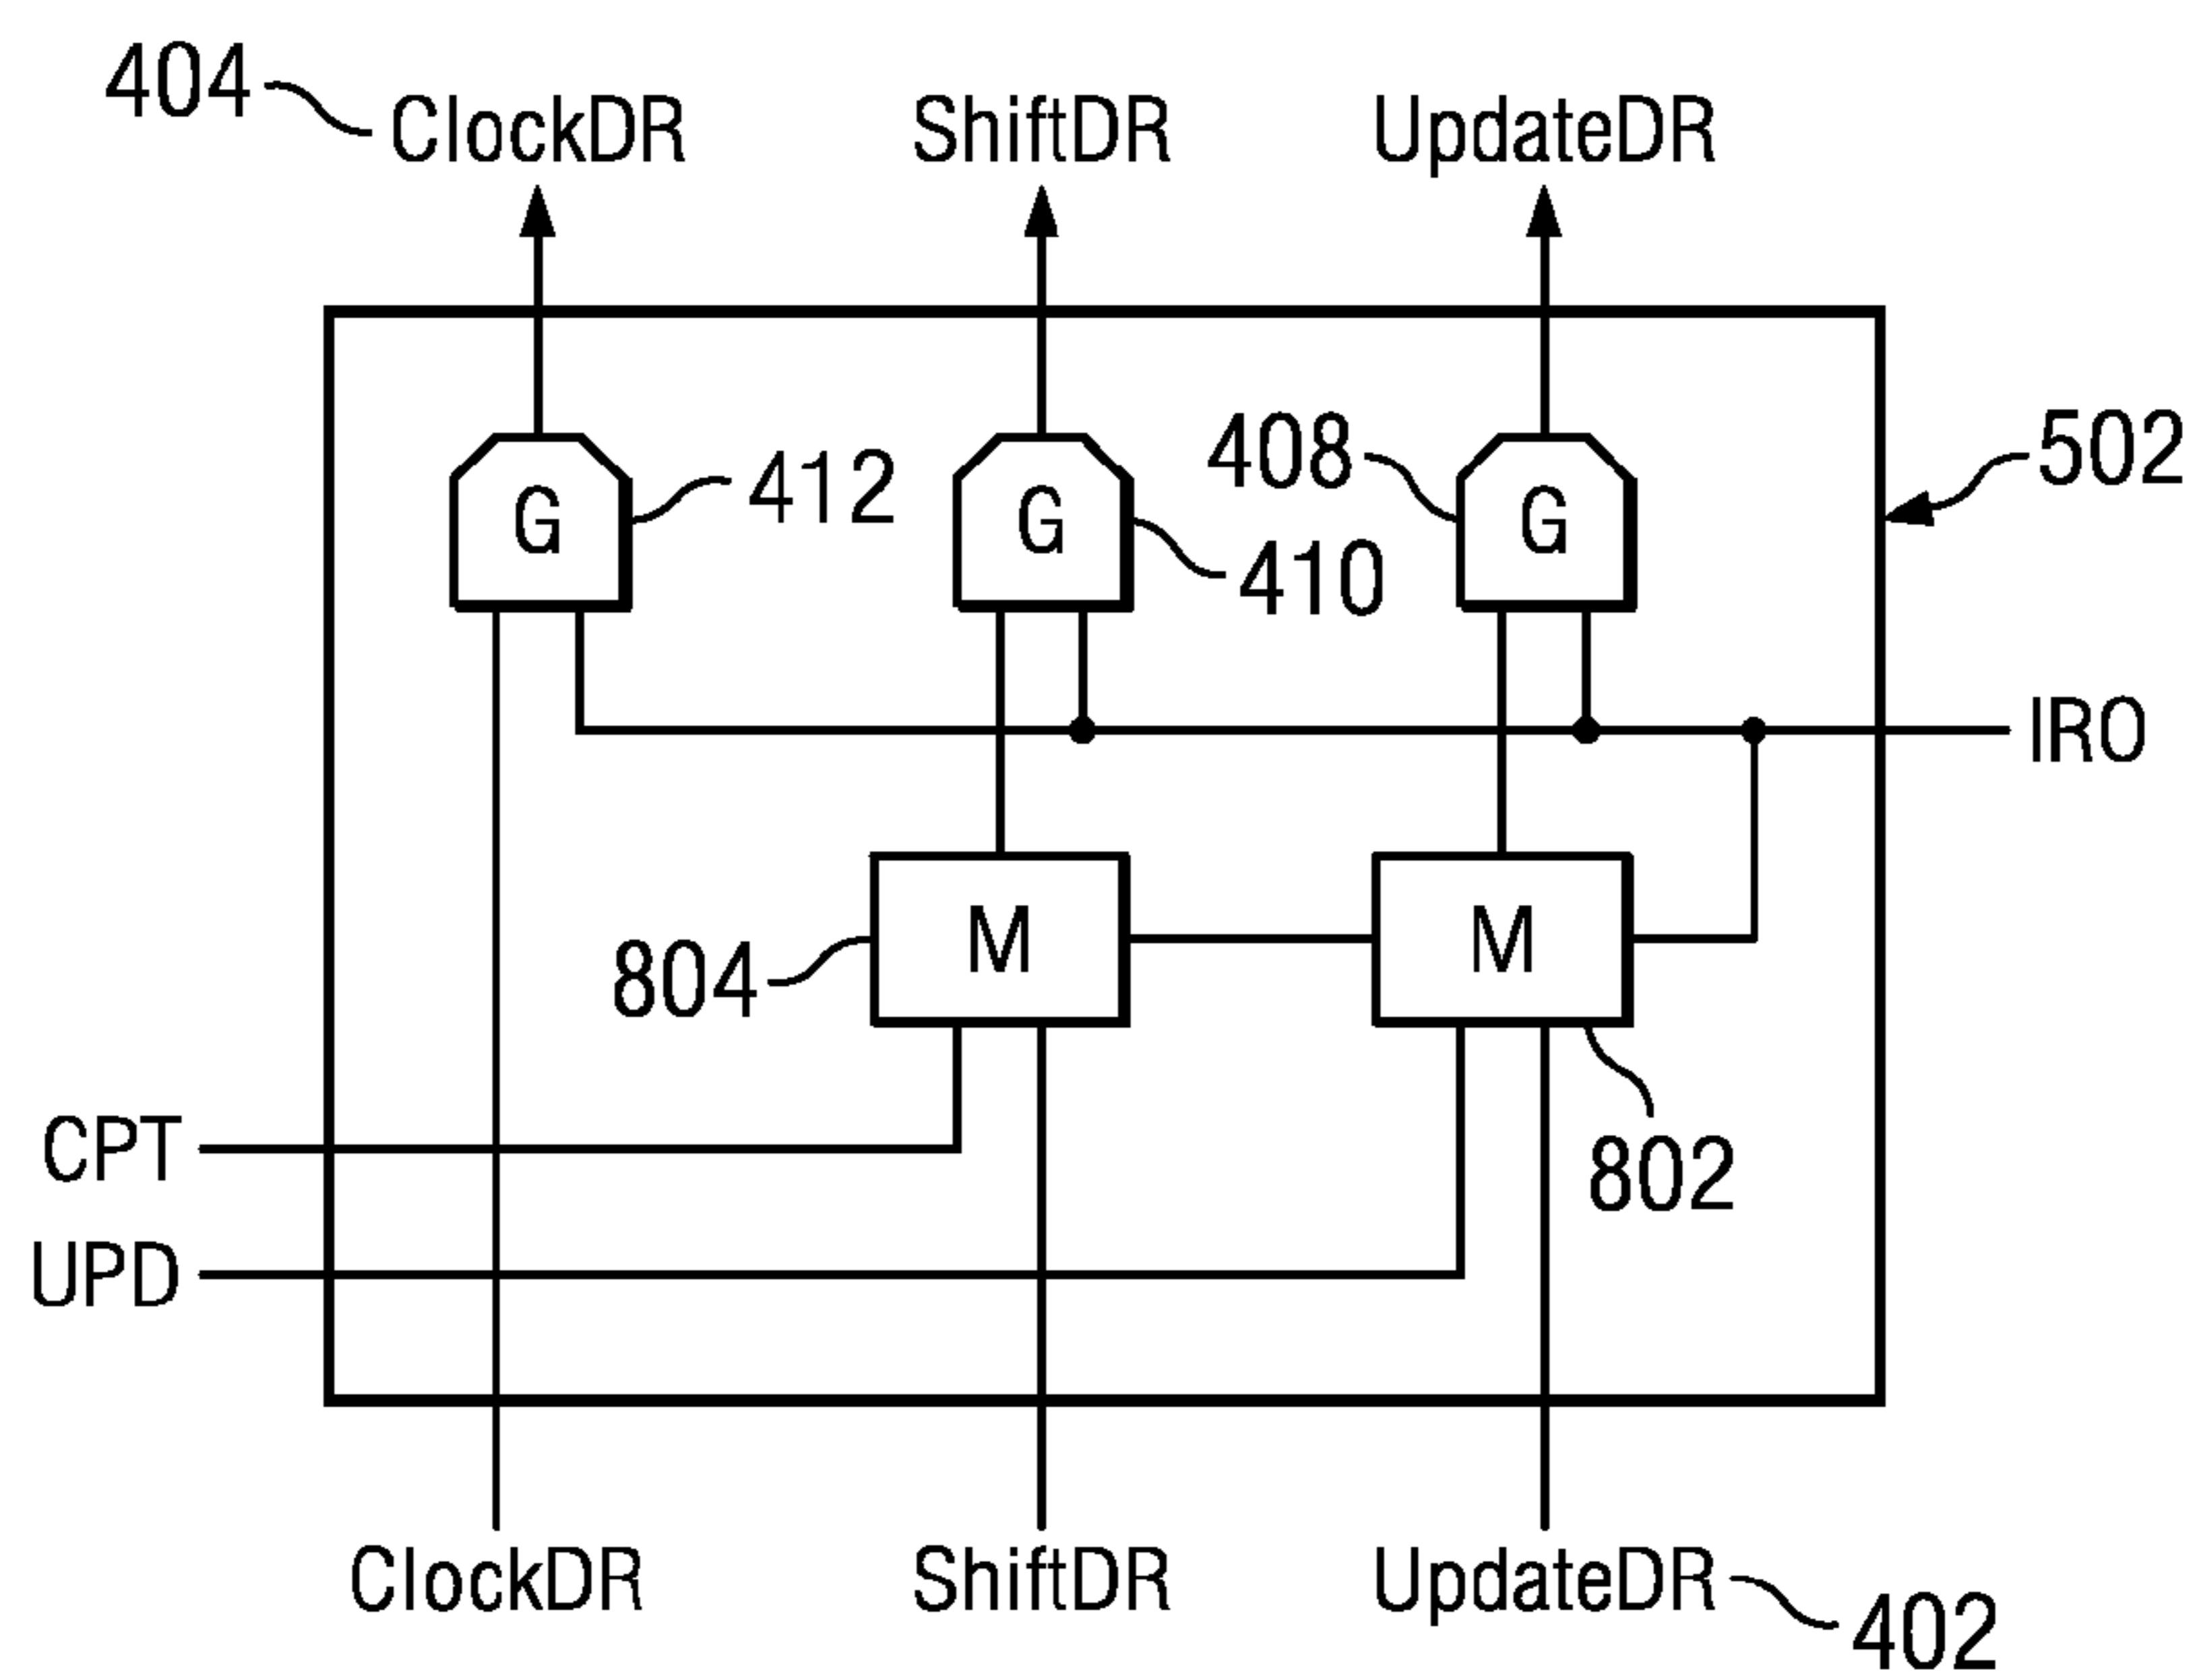 404 ClockDR ShiftDR UpdateDR
G 412 G 410 408 G 502
IRO
804 M M
802
CPT
UPD
ClockDR ShiftDR UpdateDR 402